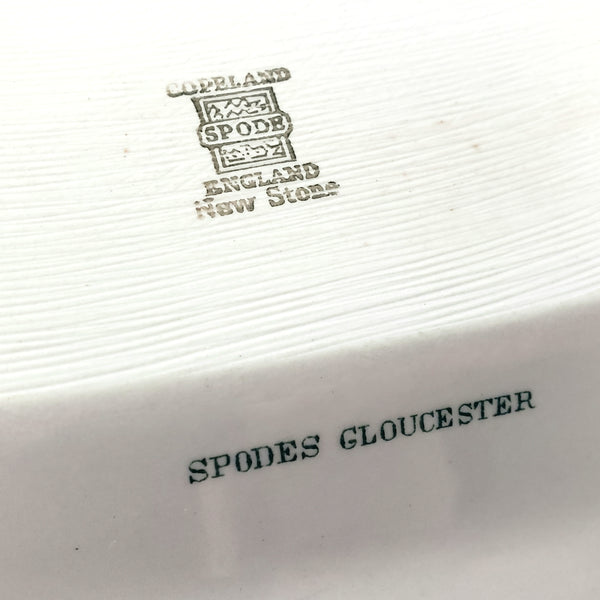 COPELAND
SPODE
ENGLAND
New Stone
SPODES GLOUCESTER